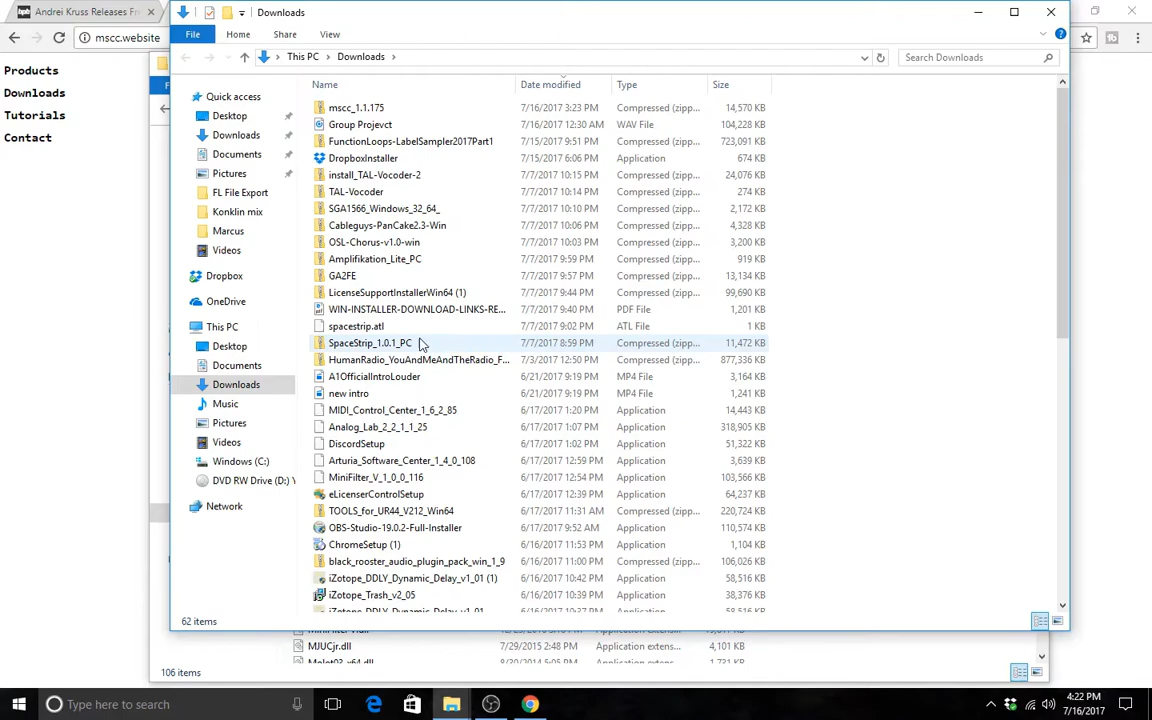 Andrei Kruss Releases Fr
mscc.website
Products
Downloads
Tutorials
Contact
Downloads
File
Home
Share
View
This PC
Downloads
Search Downloads
Name
Date modified
Type
Size
Quick access
Desktop
Downloads
Documents
Pictures
FL File Export
Konklin mix
Marcus
Videos
Dropbox
OneDrive
This PC
Desktop
Documents
Downloads
Music
Pictures
Videos
Windows (C:)
DVD RW Drive (D:) V
Network
mscc_1.1.175 7/16/2017 3:23 PM Compressed (zipp... 14,570 KB
Group Projevct 7/16/2017 12:30 AM WAV File 104,228 KB
FunctionLoops-LabelSampler2017Part1 7/15/2017 9:51 PM Compressed (zipp... 723,091 KB
DropboxInstaller 7/15/2017 6:06 PM Application 674 KB
install_TAL-Vocoder-2 7/7/2017 10:15 PM Compressed (zipp... 24,076 KB
TAL-Vocoder 7/7/2017 10:14 PM Compressed (zipp... 274 KB
SGA1566_Windows_32_64_ 7/7/2017 10:10 PM Compressed (zipp... 2,172 KB
Cableguys-PanCake2.3-Win 7/7/2017 10:06 PM Compressed (zipp... 4,328 KB
OSL-Chorus-v1.0-win 7/7/2017 10:03 PM Compressed (zipp... 3,200 KB
Amplifikation_Lite_PC 7/7/2017 9:59 PM Compressed (zipp... 919 KB
GA2FE 7/7/2017 9:57 PM Compressed (zipp... 13,134 KB
LicenseSupportInstallerWin64 (1) 7/7/2017 9:44 PM Compressed (zipp... 99,690 KB
WIN-INSTALLER-DOWNLOAD-LINKS-RE... 7/7/2017 9:40 PM PDF File 1,201 KB
spacestrip.atl 7/7/2017 9:02 PM ATL File 1 KB
SpaceStrip_1.0.1_PC 7/7/2017 8:59 PM Compressed (zipp... 11,472 KB
HumanRadio_YouAndMeAndTheRadio_F... 7/3/2017 12:50 PM Compressed (zipp... 877,336 KB
A1OfficialIntroLouder 6/21/2017 9:19 PM MP4 File 3,164 KB
new intro 6/21/2017 9:19 PM MP4 File 1,241 KB
MIDI_Control_Center_1_6_2_85 6/17/2017 1:20 PM Application 14,443 KB
Analog_Lab_2_2_1_1_25 6/17/2017 1:07 PM Application 318,905 KB
DiscordSetup 6/17/2017 1:02 PM Application 51,322 KB
Arturia_Software_Center_1_4_0_108 6/17/2017 12:59 PM Application 3,639 KB
MiniFilter_V_1_0_0_116 6/17/2017 12:54 PM Application 103,566 KB
eLicenserControlSetup 6/17/2017 12:39 PM Application 64,237 KB
TOOLS_for_UR44_V212_Win64 6/17/2017 11:31 AM Compressed (zipp... 220,724 KB
OBS-Studio-19.0.2-Full-Installer 6/17/2017 9:52 AM Application 110,574 KB
ChromeSetup (1) 6/16/2017 11:53 PM Application 1,104 KB
black_rooster_audio_plugin_pack_win_1_9 6/16/2017 11:00 PM Compressed (zipp... 106,026 KB
iZotope_DDLY_Dynamic_Delay_v1_01 (1) 6/16/2017 10:42 PM Application 58,516 KB
iZotope_Trash_v2_05 6/16/2017 10:39 PM Application 38,376 KB
iZotope_DDLY_Dynamic_Delay_v1_01 6/16/2017 10:37 PM Application 58,516 KB
62 items
MJUCjr.dll 7/29/2015 2:48 PM Application extens... 4,101 KB
106 items
Type here to search
4:22 PM
7/16/2017